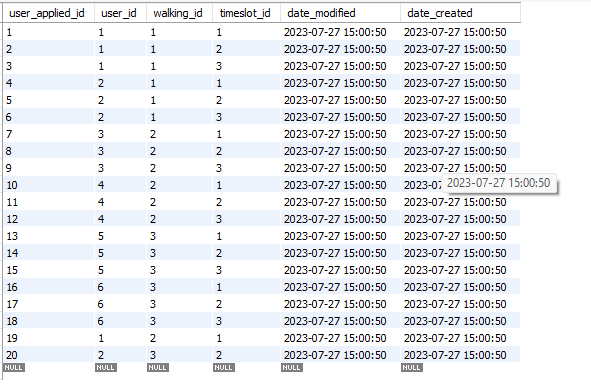 user_applied_id user_id walking_id timeslot_id date_modified date_created
1 1 1 1 2023-07-27 15:00:50 2023-07-27 15:00:50
2 1 1 2 2023-07-27 15:00:50 2023-07-27 15:00:50
3 1 1 3 2023-07-27 15:00:50 2023-07-27 15:00:50
4 2 1 1 2023-07-27 15:00:50 2023-07-27 15:00:50
5 2 1 2 2023-07-27 15:00:50 2023-07-27 15:00:50
6 2 1 3 2023-07-27 15:00:50 2023-07-27 15:00:50
7 3 2 1 2023-07-27 15:00:50 2023-07-27 15:00:50
8 3 2 2 2023-07-27 15:00:50 2023-07-27 15:00:50
9 3 2 3 2023-07-27 15:00:50 2023-07-27 15:00:50
10 4 2 1 2023-07-27 15:00:50 2023-07-27 2023-07-27 15:00:50
11 4 2 2 2023-07-27 15:00:50 2023-07-27 15:00:50
12 4 2 3 2023-07-27 15:00:50 2023-07-27 15:00:50
13 5 3 1 2023-07-27 15:00:50 2023-07-27 15:00:50
14 5 3 2 2023-07-27 15:00:50 2023-07-27 15:00:50
15 5 3 3 2023-07-27 15:00:50 2023-07-27 15:00:50
16 6 3 1 2023-07-27 15:00:50 2023-07-27 15:00:50
17 6 3 2 2023-07-27 15:00:50 2023-07-27 15:00:50
18 6 3 3 2023-07-27 15:00:50 2023-07-27 15:00:50
19 1 2 1 2023-07-27 15:00:50 2023-07-27 15:00:50
20 2 3 2 2023-07-27 15:00:50 2023-07-27 15:00:50
NULL NULL NULL NULL NULL NULL